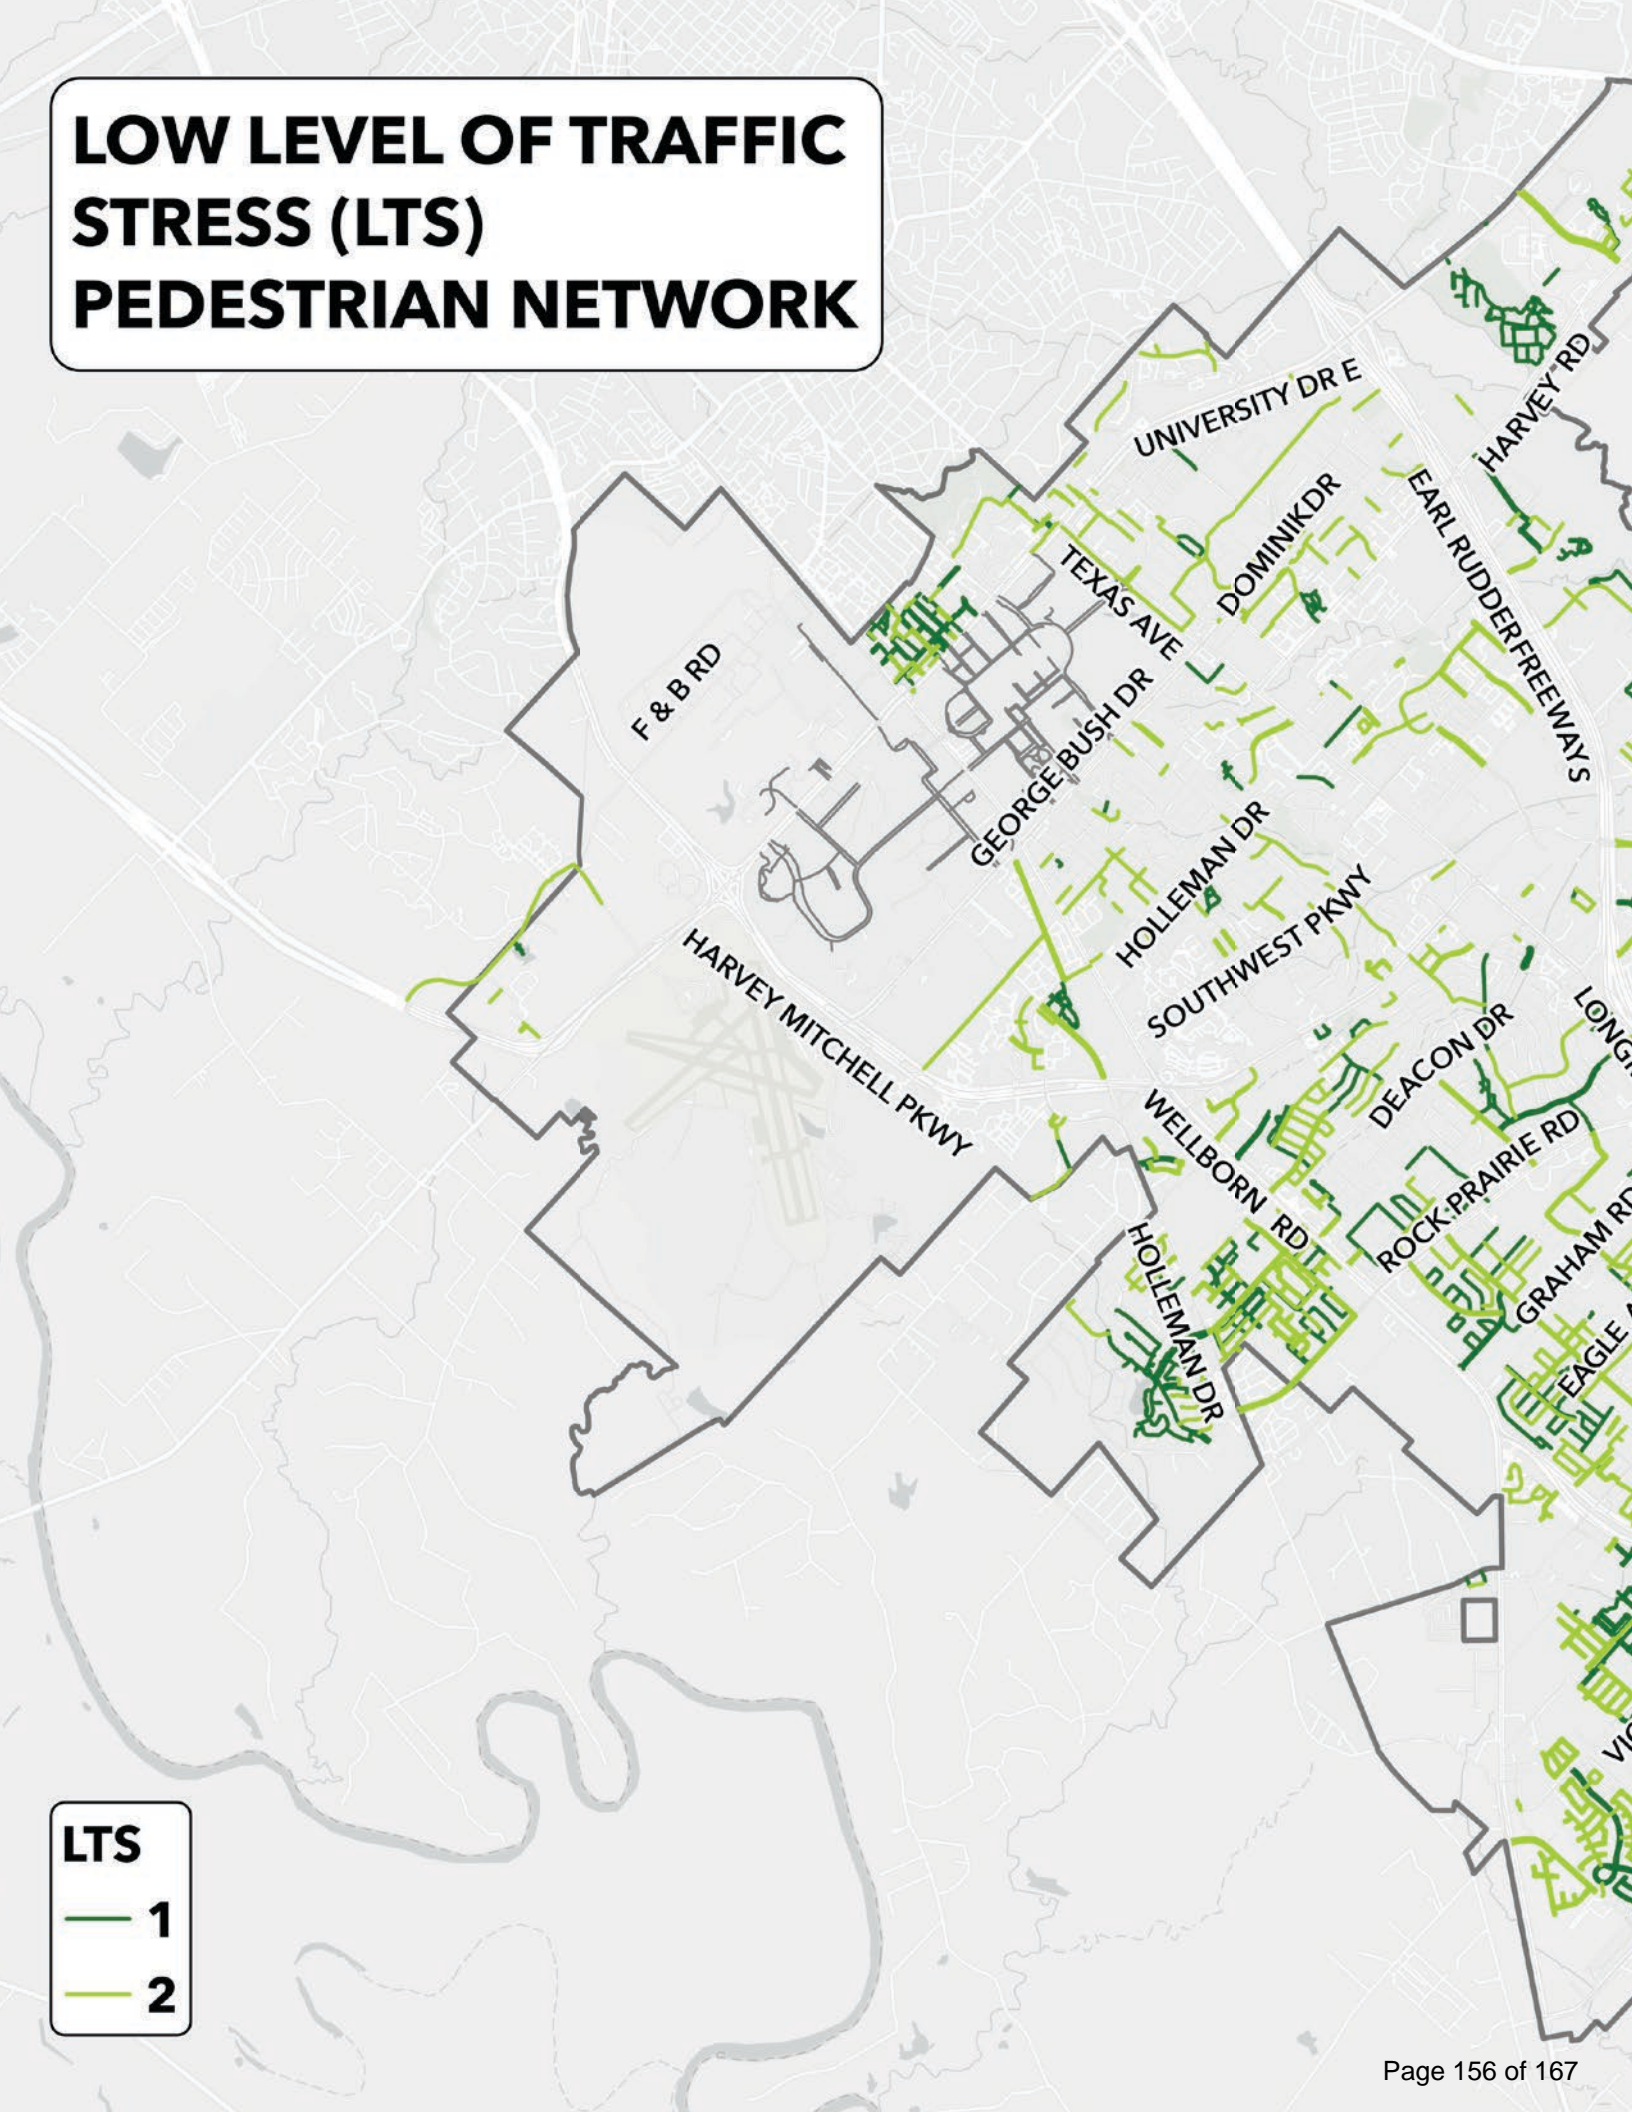 LOW LEVEL OF TRAFFIC
STRESS (LTS)
PEDESTRIAN NETWORK
HARVEY RD
UNIVERSITY DR E
EARL RUDDER FREEWAY S
DOMINIK DR
TEXAS AVE
F & B RD
GEORGE BUSH DR
HOLLEMAN DR
SOUTHWEST PKWY
HARVEY MITCHELL PKWY
DEACON DR
WELLBORN RD
ROCK PRAIRIE RD
GRAHAM RD
HOLLEMAN DR
EAGLE
LTS
1
2
Page 156 of 167